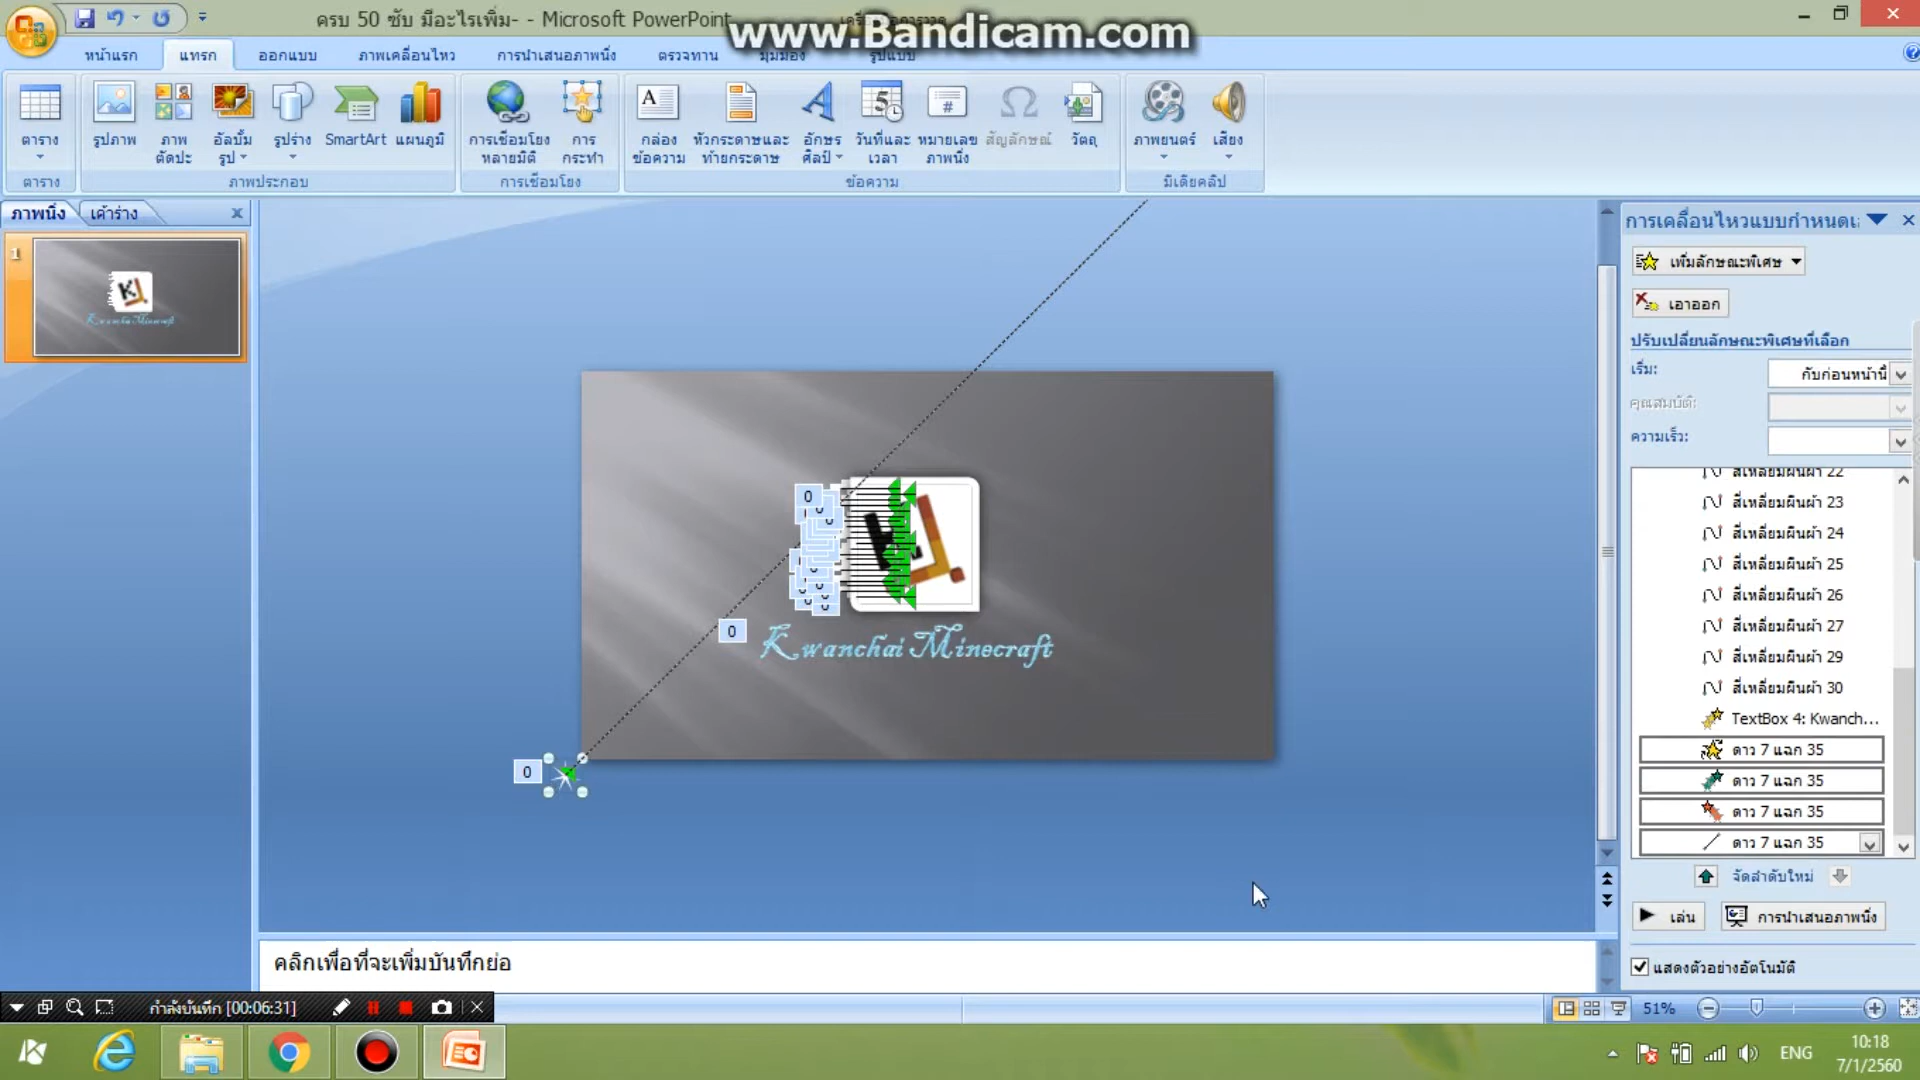 ครบ 50 ซับ มีอะไรเพิ่ม- - Microsoft PowerPoint
www.Bandicam.com
หน้าแรก แทรก ออกแบบ ภาพเคลื่อนไหว การนำเสนอภาพนิ่ง ตรวจทาน มุมมอง รูปแบบ
ตาราง รูปภาพ ภาพ อัลบั้ม รูปร่าง SmartArt แผนภูมิ การเชื่อมโยง การ กล่อง หัวกระดาษและ อักษร วันที่และ หมายเลข สัญลักษณ์ วัตถุ ภาพยนตร์ เสียง
ตัดปะ รูป หลายมิติ กระทำ ข้อความ ท้ายกระดาษ ศิลป์ เวลา ภาพนิ่ง
ตาราง ภาพประกอบ การเชื่อมโยง ข้อความ มีเดียคลิป
ภาพนิ่ง เค้าร่าง
1
Kwanchai Minecraft
0
0
Kwanchai Minecraft
0
การเคลื่อนไหวแบบกำหนดเ
เพิ่มลักษณะพิเศษ
เอาออก
ปรับเปลี่ยนลักษณะพิเศษที่เลือก
เริ่ม: กับก่อนหน้านี้
คุณสมบัติ:
ความเร็ว:
สี่เหลี่ยมผืนผ้า 22
สี่เหลี่ยมผืนผ้า 23
สี่เหลี่ยมผืนผ้า 24
สี่เหลี่ยมผืนผ้า 25
สี่เหลี่ยมผืนผ้า 26
สี่เหลี่ยมผืนผ้า 27
สี่เหลี่ยมผืนผ้า 29
สี่เหลี่ยมผืนผ้า 30
TextBox 4: Kwanch...
ดาว 7 แฉก 35
ดาว 7 แฉก 35
ดาว 7 แฉก 35
ดาว 7 แฉก 35
จัดลำดับใหม่
เล่น การนำเสนอภาพนิ่ง
แสดงตัวอย่างอัตโนมัติ
คลิกเพื่อที่จะเพิ่มบันทึกย่อ
กำลังบันทึก [00:06:31]
51%
ENG
10:18
7/1/2560